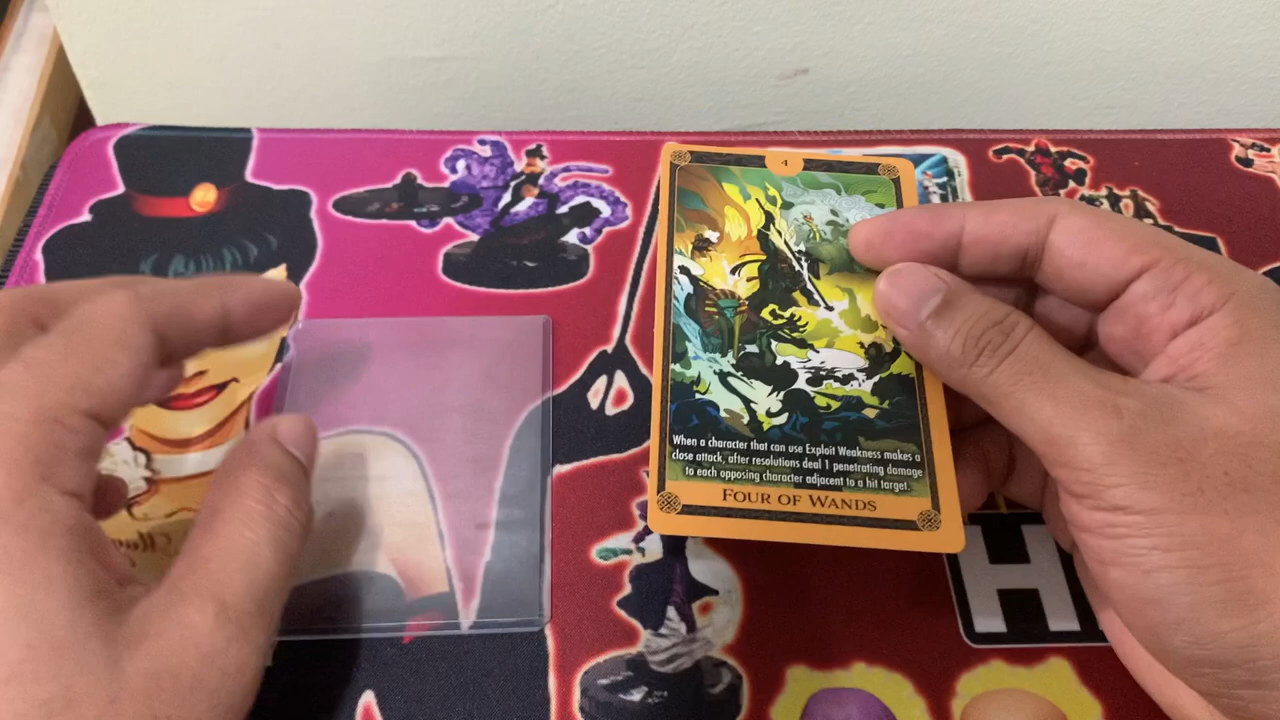 4
When a character that can use Exploit Weakness makes a
close attack, after resolutions deal 1 penetrating damage
to each opposing character adjacent to a hit target.
FOUR OF WANDS
H